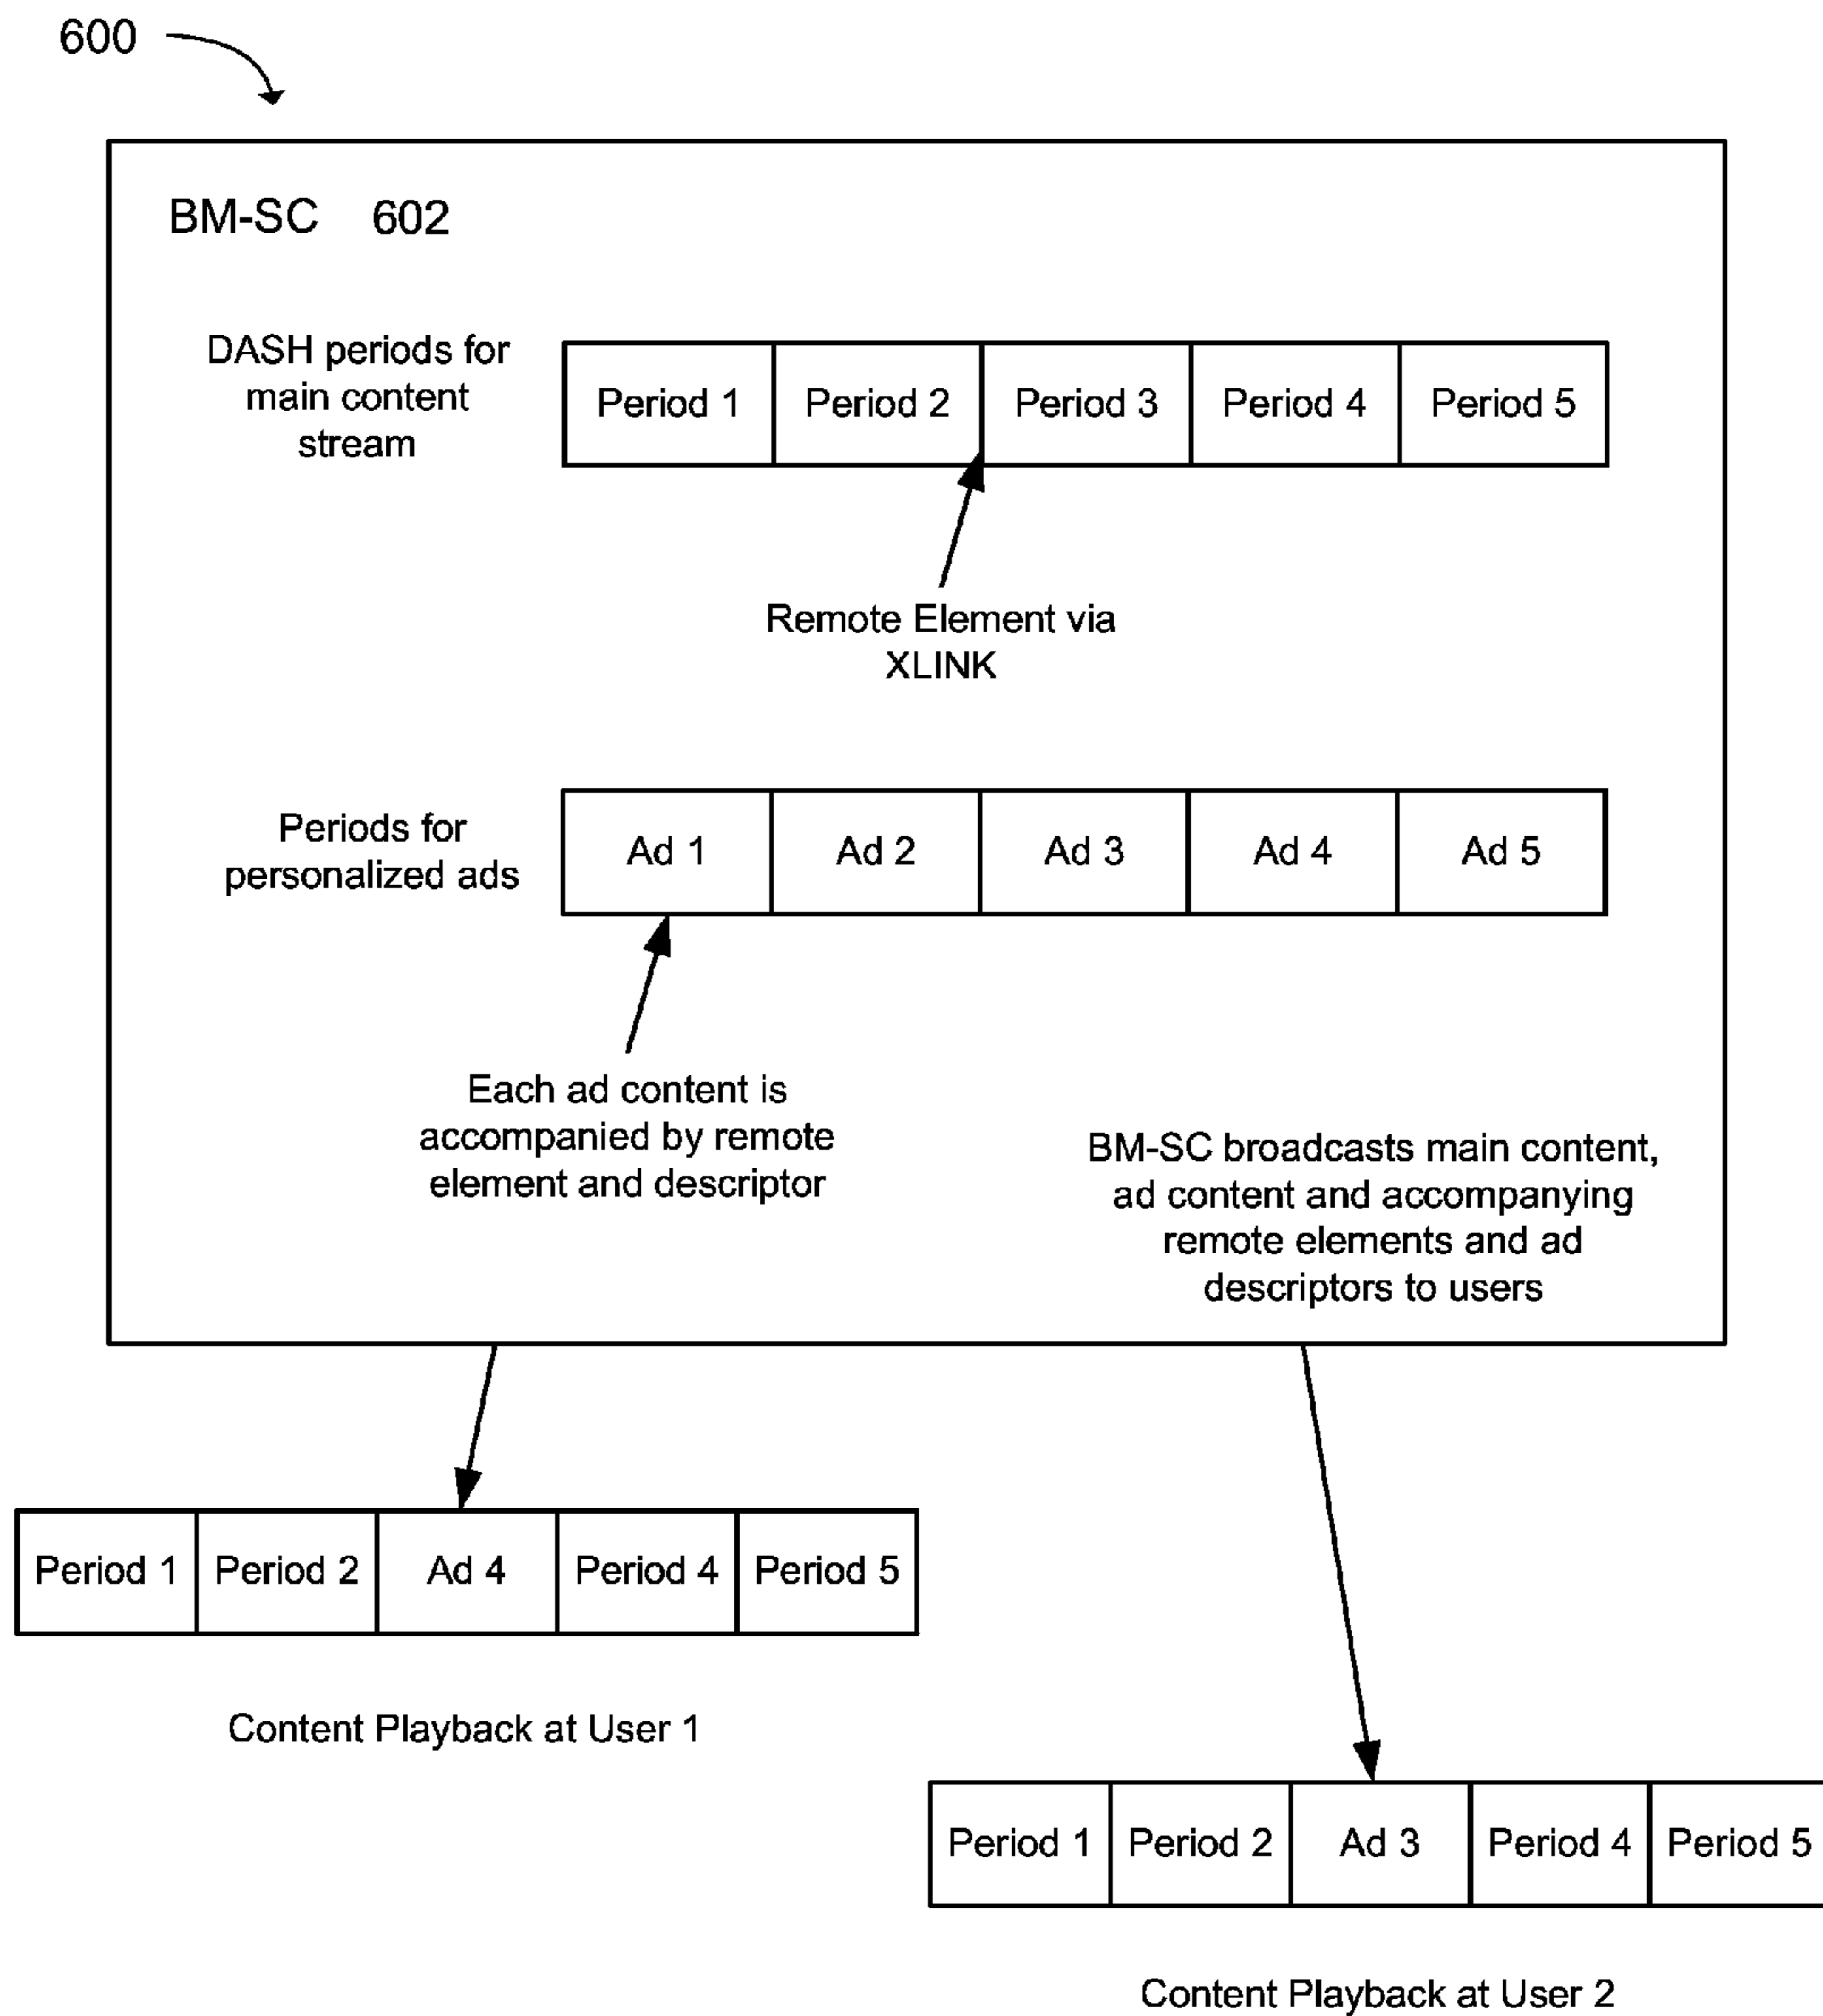 600
BM-SC 602
DASH periods for
main content
stream
Period 1 Period 2 Period 3 Period 4 Period 5
Remote Element via
XLINK
Periods for
personalized ads
Ad 1 Ad 2 Ad 3 Ad 4 Ad 5
Each ad content is
accompanied by remote
element and descriptor
BM-SC broadcasts main content,
ad content and accompanying
remote elements and ad
descriptors to users
Period 1 Period 2 Ad 4 Period 4 Period 5
Content Playback at User 1
Period 1 Period 2 Ad 3 Period 4 Period 5
Content Playback at User 2